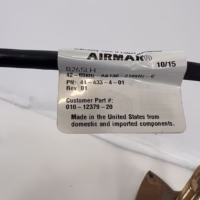 AIRMAR®
10/15
PN: 41-433-4-01
Rev 01
Customer Part #:
010-12379-20
Made in the United States from
domestic and imported components.